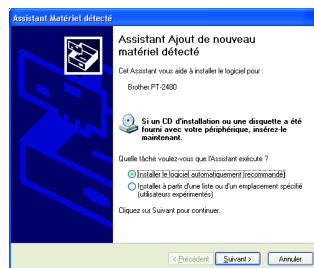 Assistant Matériel détecté
Assistant Ajout de nouveau
matériel détecté
Cet Assistant vous aide à installer le logiciel pour :
Brother PT-2480
Si un CD d'installation ou une disquette a été
fourni avec votre périphérique, insérez-le
maintenant.
Quelle tâche voulez-vous que l'Assistant exécute ?
Installer le logiciel automatiquement (recommandé)
Installer à partir d'une liste ou d'un emplacement spécifié
(utilisateurs expérimentés)
Cliquez sur Suivant pour continuer.
< Précédent Suivant > Annuler